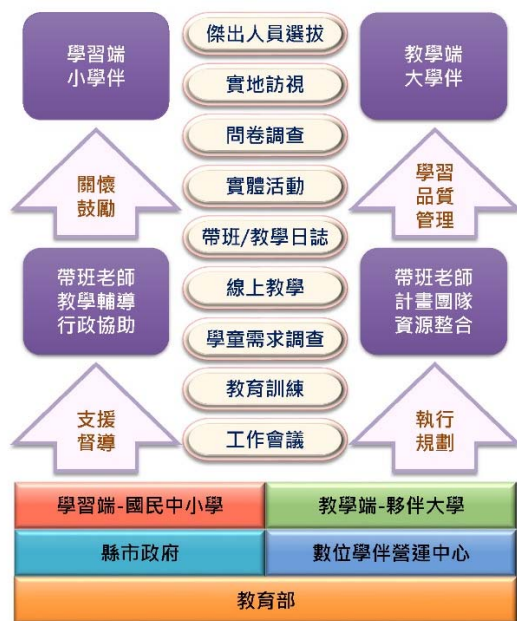 學習端
小學伴
傑出人員選拔
實地訪視
問卷調查
實體活動
帶班/教學日誌
線上教學
學童需求調查
教育訓練
工作會議
教學端
大學伴
關懷
鼓勵
學習
品質
管理
帶班老師
教學輔導
行政協助
帶班老師
計畫團隊
資源整合
支援
督導
執行
規劃
學習端-國民中小學
教學端-夥伴大學
縣市政府
數位學伴營運中心
教育部